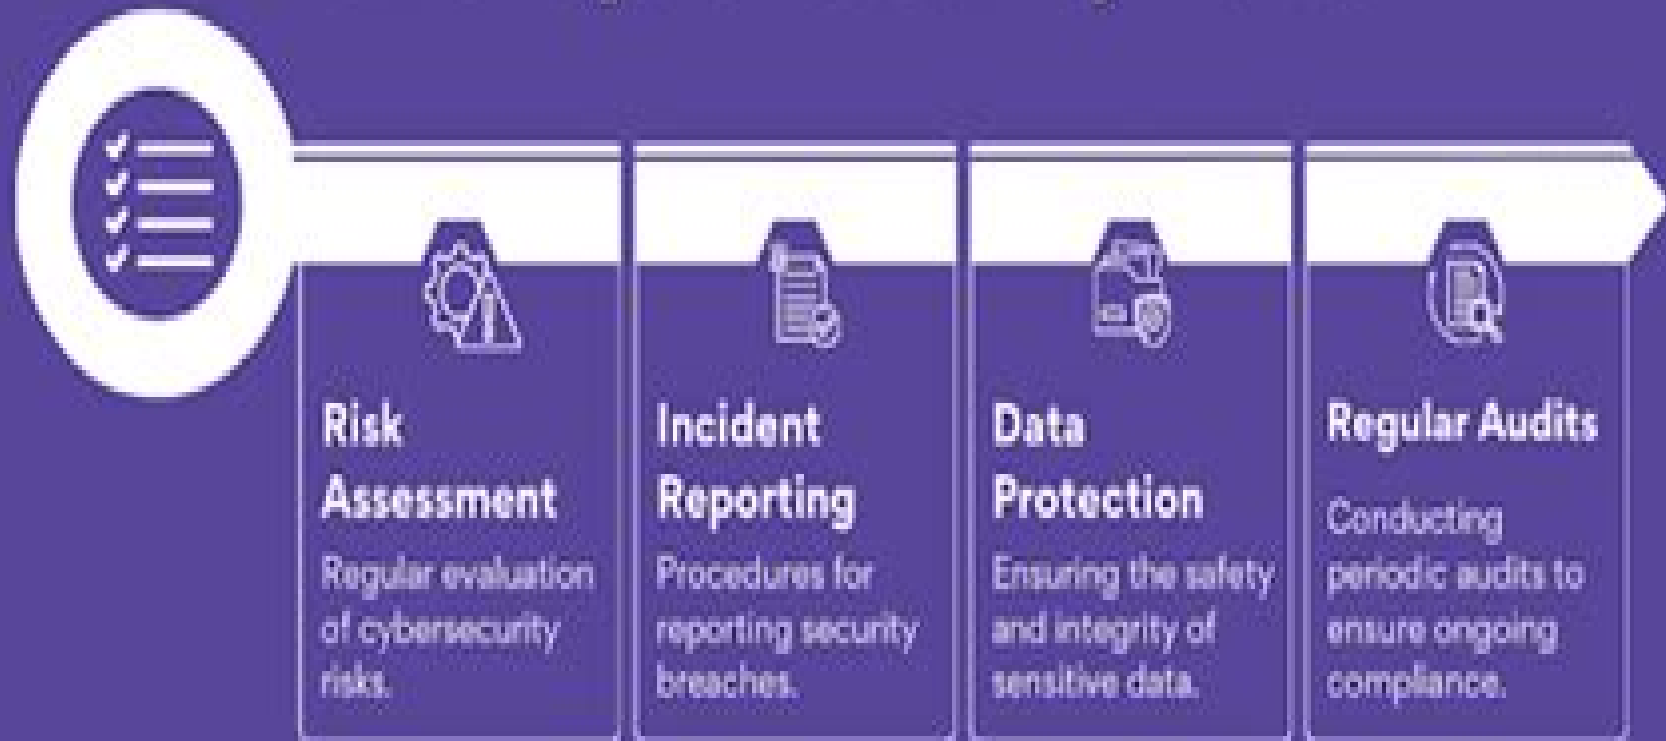 Risk
Assessment
Regular evaluation
of cybersecurity
risks.
Incident
Reporting
Procedures for
reporting security
breaches.
Data
Protection
Ensuring the safety
and integrity of
sensitive data.
Regular Audits
Conducting
periodic audits to
ensure ongoing
compliance.